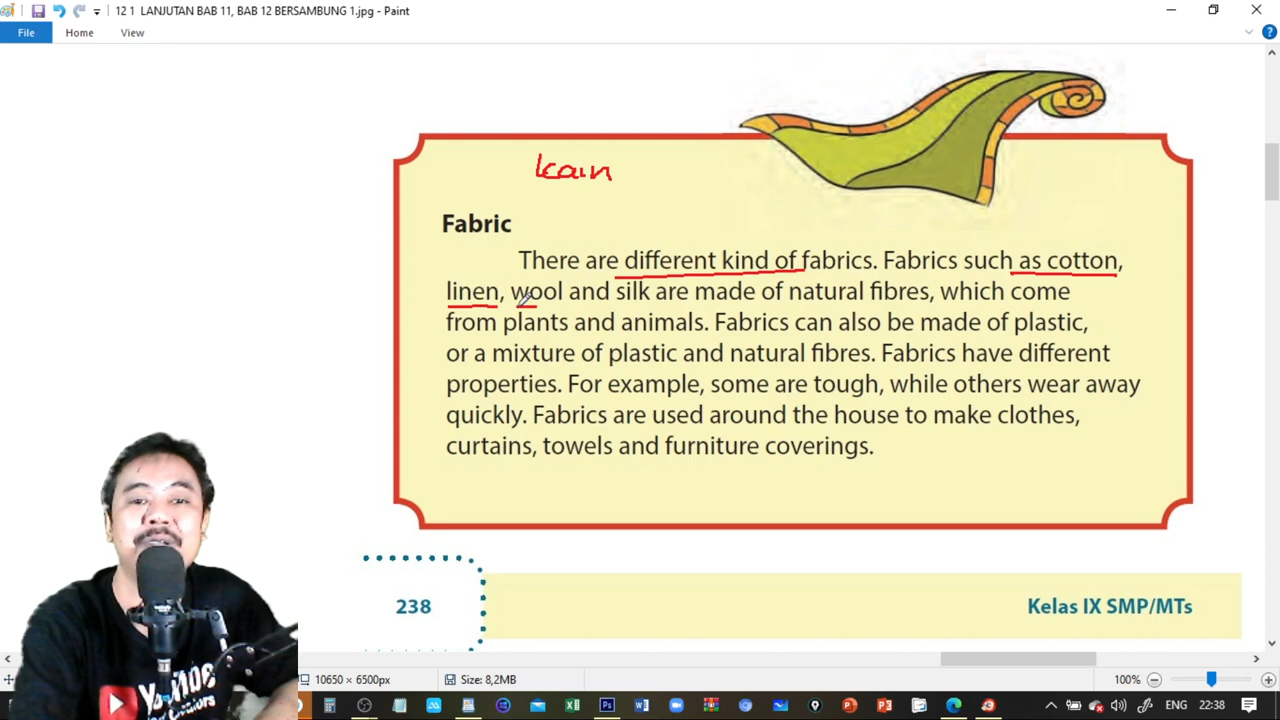 12 1 LANJUTAN BAB 11, BAB 12 BERSAMBUNG 1.jpg - Paint
File Home View
kain
Fabric
There are different kind of fabrics. Fabrics such as cotton,
linen, wool and silk are made of natural fibres, which come
from plants and animals. Fabrics can also be made of plastic,
or a mixture of plastic and natural fibres. Fabrics have different
properties. For example, some are tough, while others wear away
quickly. Fabrics are used around the house to make clothes,
curtains, towels and furniture coverings.
238
Kelas IX SMP/MTs
10650 × 6500px Size: 8,2MB 100%
ENG 22:38